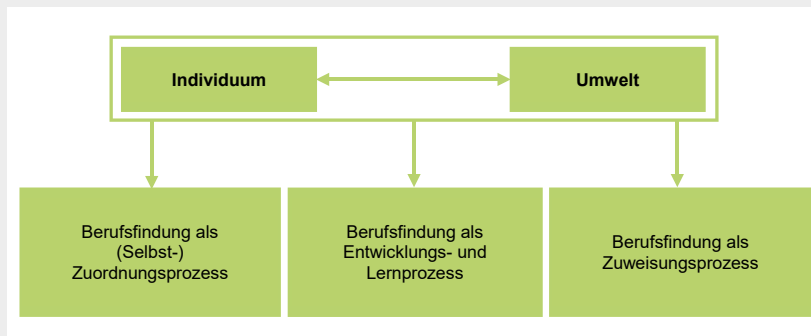 Individuum
Umwelt
Berufsfindung als
(Selbst-)
Zuordnungsprozess
Berufsfindung als
Entwicklungs- und
Lernprozess
Berufsfindung als
Zuweisungsprozess